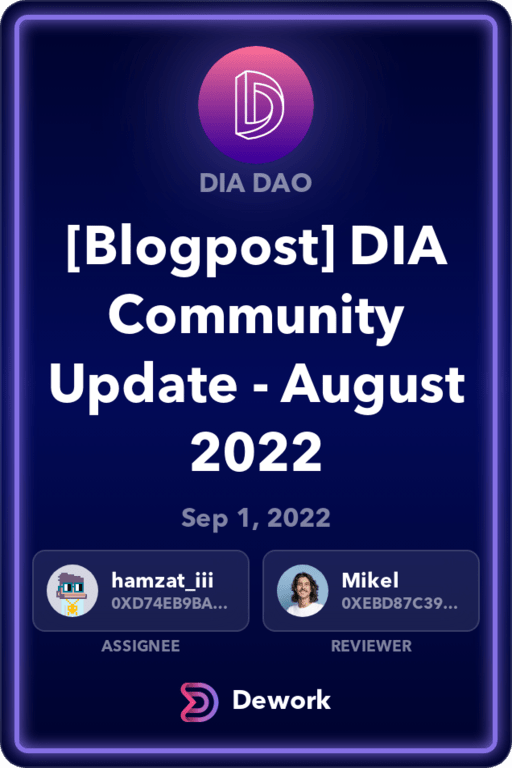 DIA DAO
[Blogpost] DIA
Community
Update - August
2022
Sep 1, 2022
hamzat_iii
0XD74EB9BA...
ASSIGNEE
Mikel
0XEBD87C39...
REVIEWER
Dework